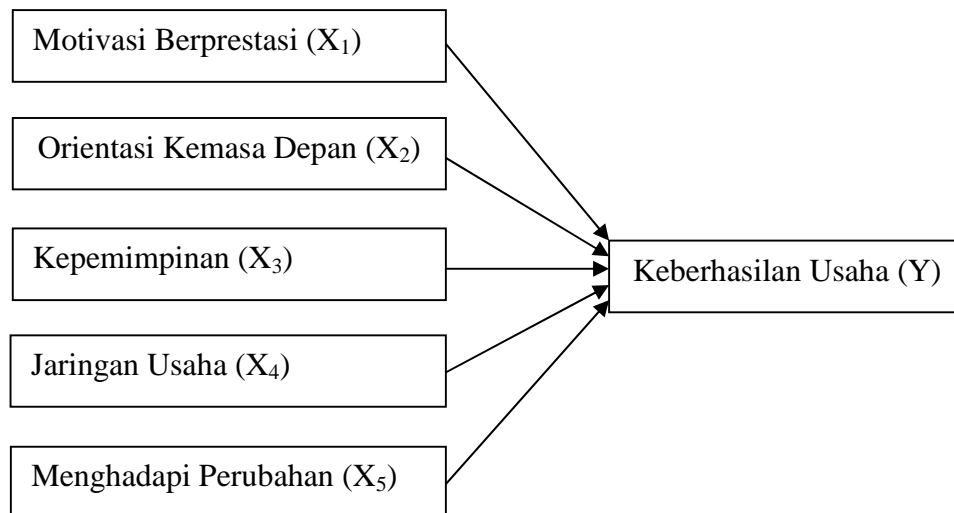 Motivasi Berprestasi (X₁)
Orientasi Kemasa Depan (X₂)
Kepemimpinan (X₃)
Keberhasilan Usaha (Y)
Jaringan Usaha (X₄)
Menghadapi Perubahan (X₅)